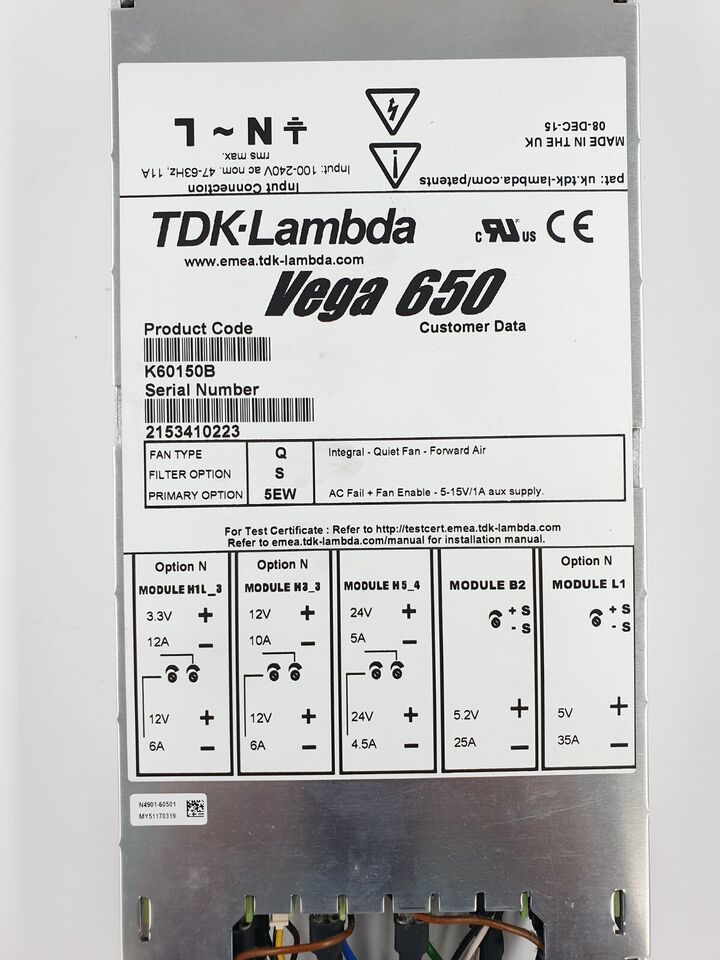 Input Connection
Input: 100-240V ac nom. 47-63Hz, 11A
rms max.
L ~ N
pat: uk.tdk-lambda.com/patents
MADE IN THE UK
08-DEC-15
TDK-Lambda
c RU US CE
www.emea.tdk-lambda.com
Vega 650
Product Code
Customer Data
K60150B
Serial Number
2153410223
FAN TYPE Q Integral - Quiet Fan - Forward Air
FILTER OPTION S
PRIMARY OPTION 5EW AC Fail + Fan Enable - 5-15V/1A aux supply.
For Test Certificate : Refer to http://testcert.emea.tdk-lambda.com
Refer to emea.tdk-lambda.com/manual for installation manual.
Option N
MODULE H1L_3
3.3V +
12A −
12V +
6A −
Option N
MODULE H3_3
12V +
10A −
12V +
6A −
MODULE H5_4
24V +
5A −
24V +
4.5A −
MODULE B2
+ S
- S
5.2V +
25A −
Option N
MODULE L1
+ S
- S
5V +
35A −
N4901-60501
MY51170319